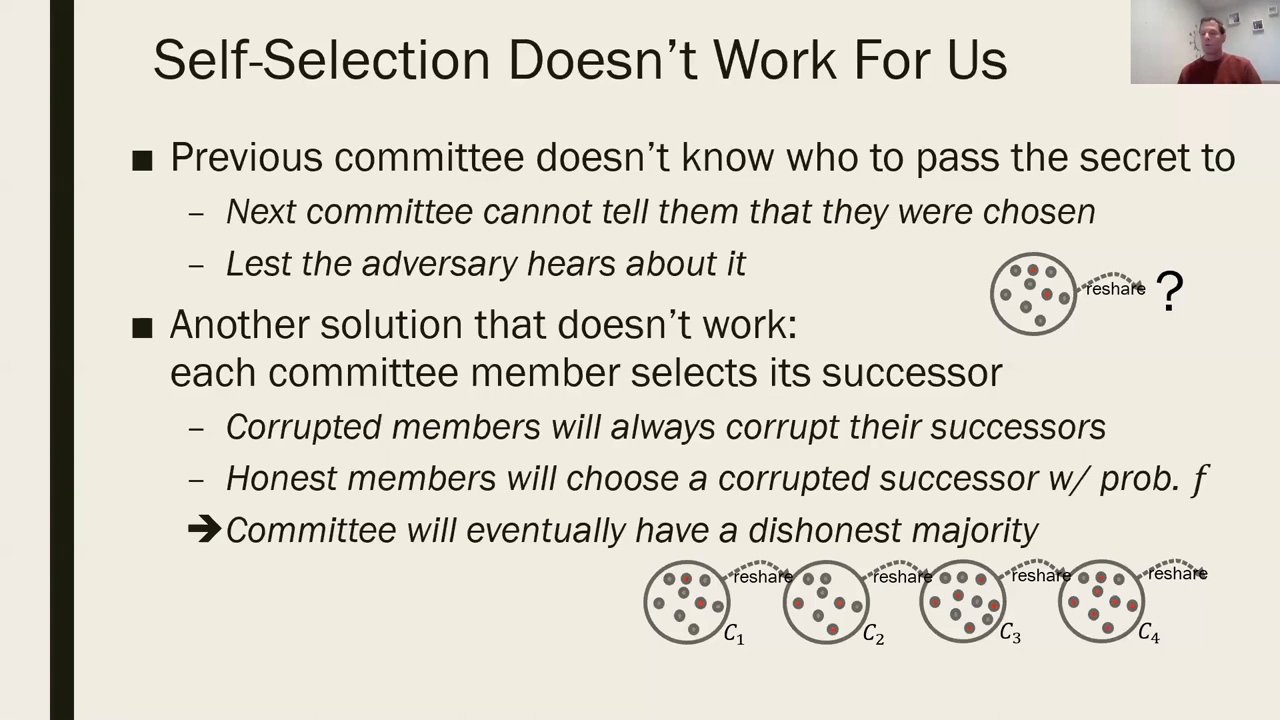 Self-Selection Doesn't Work For Us
■ Previous committee doesn't know who to pass the secret to
– Next committee cannot tell them that they were chosen
– Lest the adversary hears about it
reshare ?
■ Another solution that doesn't work:
each committee member selects its successor
– Corrupted members will always corrupt their successors
– Honest members will choose a corrupted successor w/ prob. f
➔Committee will eventually have a dishonest majority
reshare reshare reshare reshare
C₁ C₂ C₃ C₄